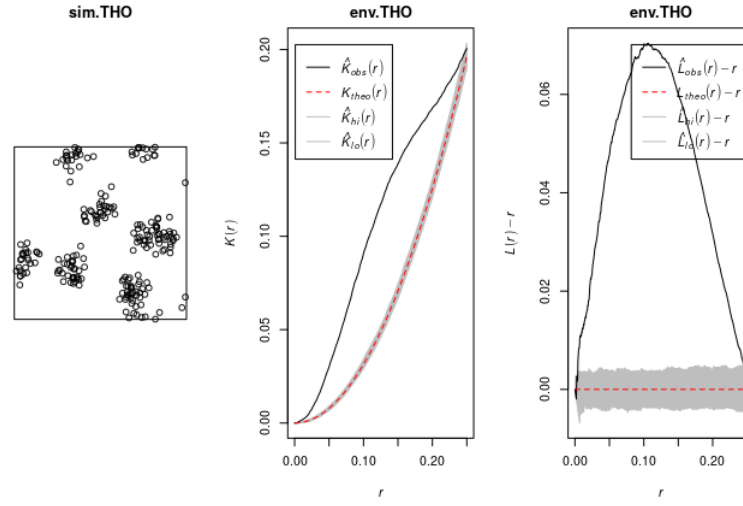 sim.THO
env.THO
K̂obs(r)
Ktheo(r)
K̂hi(r)
K̂lo(r)
K(r)
0.00
0.05
0.10
0.15
0.20
0.00
0.10
0.20
r
env.THO
L̂obs(r) − r
Ltheo(r) − r
L̂hi(r) − r
L̂lo(r) − r
L(r) − r
0.00
0.02
0.04
0.06
0.00
0.10
0.20
r